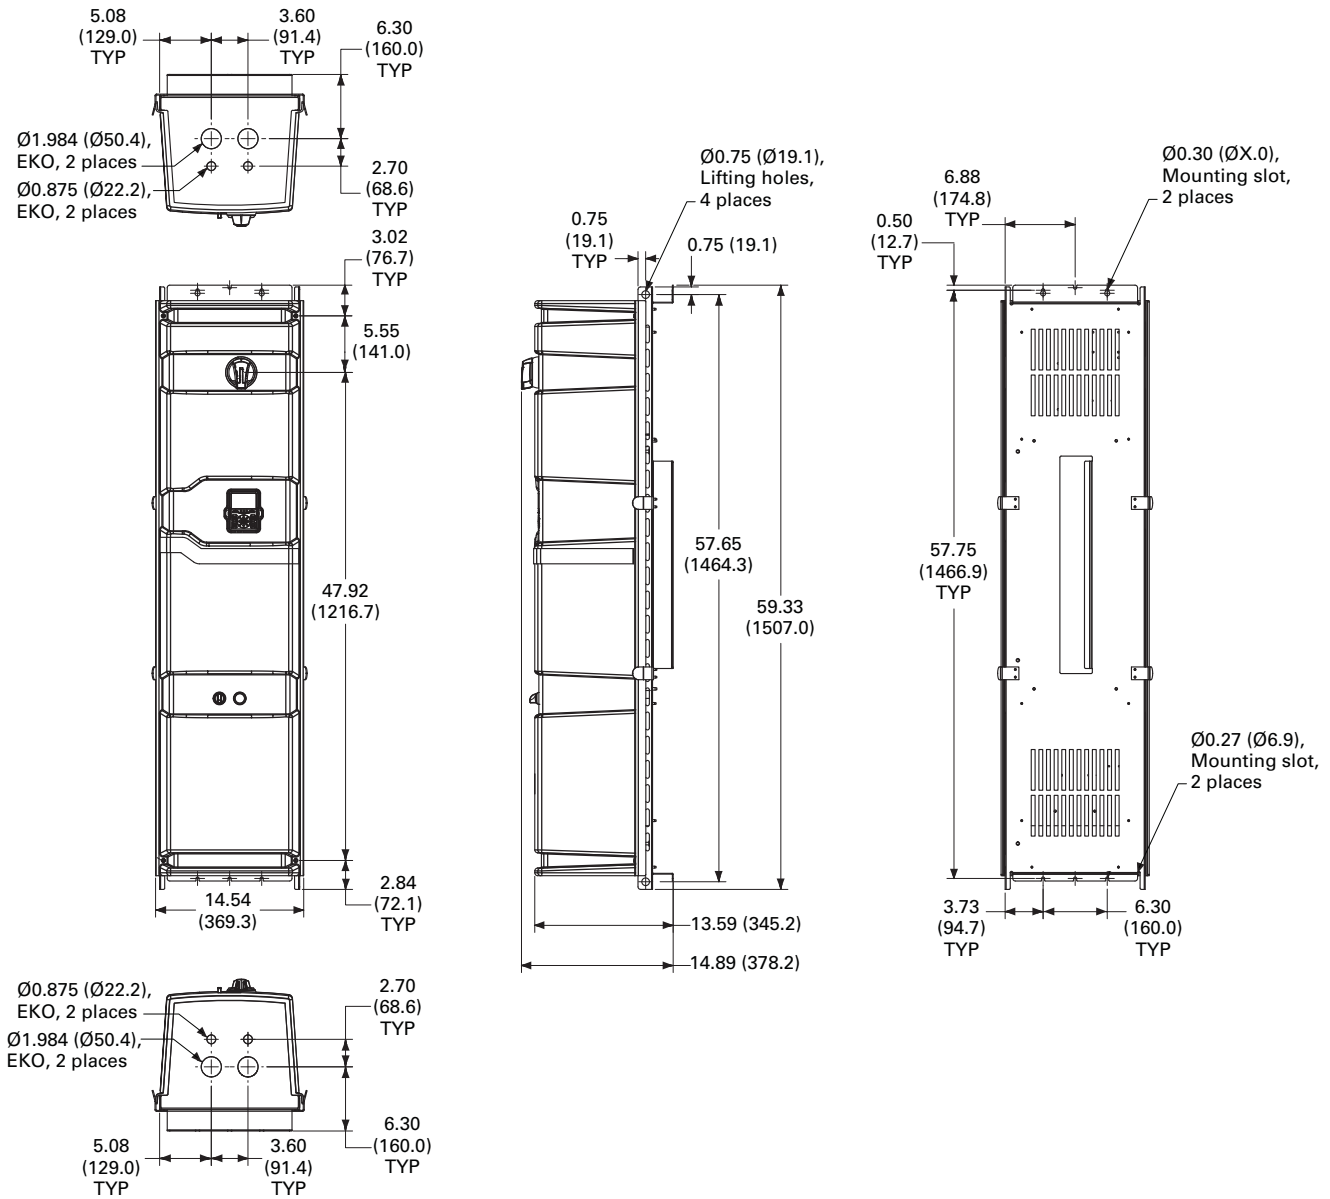 5.08
(129.0)
TYP
3.60
(91.4)
TYP
6.30
(160.0)
TYP
Ø1.984 (Ø50.4),
EKO, 2 places
Ø0.875 (Ø22.2),
EKO, 2 places
2.70
(68.6)
TYP
3.02
(76.7)
TYP
5.55
(141.0)
47.92
(1216.7)
2.84
(72.1)
TYP
14.54
(369.3)
Ø0.75 (Ø19.1),
Lifting holes,
4 places
0.75
(19.1)
TYP
0.75 (19.1)
57.65
(1464.3)
59.33
(1507.0)
13.59 (345.2)
14.89 (378.2)
Ø0.30 (ØX.0),
Mounting slot,
2 places
6.88
(174.8)
TYP
0.50
(12.7)
TYP
57.75
(1466.9)
TYP
Ø0.27 (Ø6.9),
Mounting slot,
2 places
3.73
(94.7)
TYP
6.30
(160.0)
TYP
Ø0.875 (Ø22.2),
EKO, 2 places
Ø1.984 (Ø50.4),
EKO, 2 places
2.70
(68.6)
TYP
6.30
(160.0)
TYP
5.08
(129.0)
TYP
3.60
(91.4)
TYP